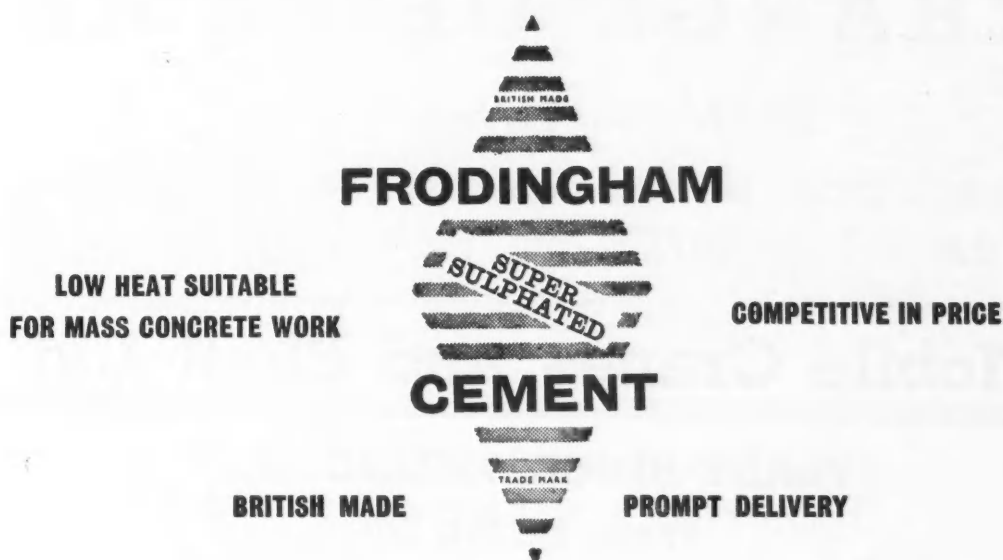 BRITISH MADE
FRODINGHAM
SUPER
SULPHATED
LOW HEAT SUITABLE
FOR MASS CONCRETE WORK
COMPETITIVE IN PRICE
CEMENT
TRADE MARK
BRITISH MADE
PROMPT DELIVERY